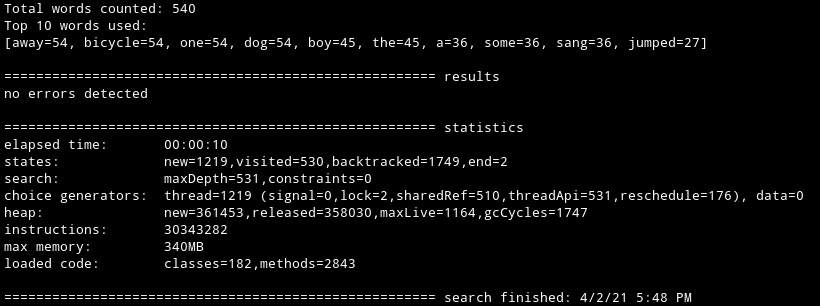 Total words counted: 540
Top 10 words used:
[away=54, bicycle=54, one=54, dog=54, boy=45, the=45, a=36, some=36, sang=36, jumped=27]
====================================================== results
no errors detected
====================================================== statistics
elapsed time:       00:00:10
states:             new=1219,visited=530,backtracked=1749,end=2
search:             maxDepth=531,constraints=0
choice generators:  thread=1219 (signal=0,lock=2,sharedRef=510,threadApi=531,reschedule=176), data=0
heap:               new=361453,released=358030,maxLive=1164,gcCycles=1747
instructions:       30343282
max memory:         340MB
loaded code:        classes=182,methods=2843
====================================================== search finished: 4/2/21 5:48 PM